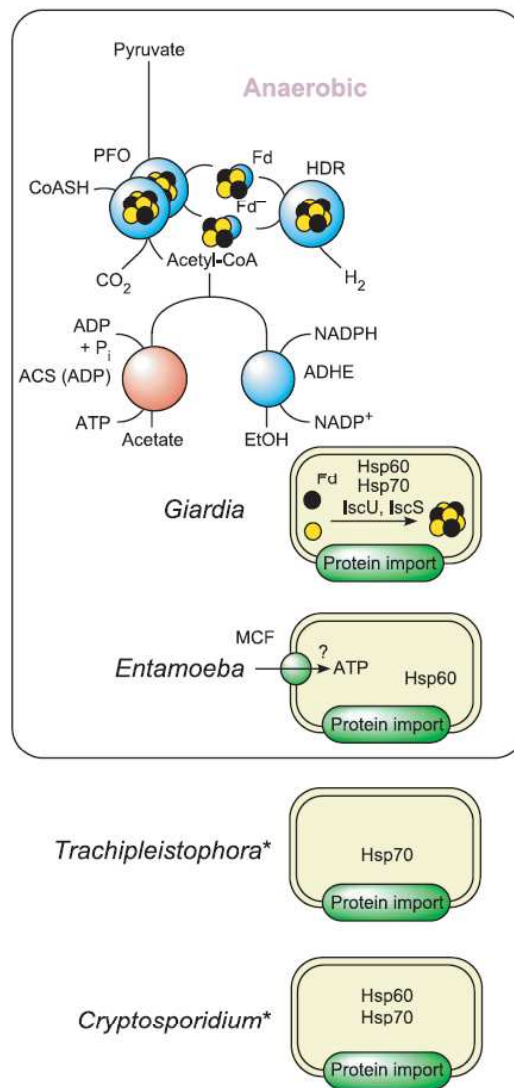 Pyruvate
Anaerobic
PFO
Fd
HDR
CoASH
Fd⁻
Acetyl-CoA
CO₂
H₂
ADP
+ Pᵢ
NADPH
ACS (ADP)
ADHE
ATP
NADP⁺
Acetate
EtOH
Giardia
Fd
Hsp60
Hsp70
IscU, IscS
Protein import
MCF
Entamoeba
?
ATP
Hsp60
Protein import
Trachipleistophora*
Hsp70
Protein import
Cryptosporidium*
Hsp60
Hsp70
Protein import